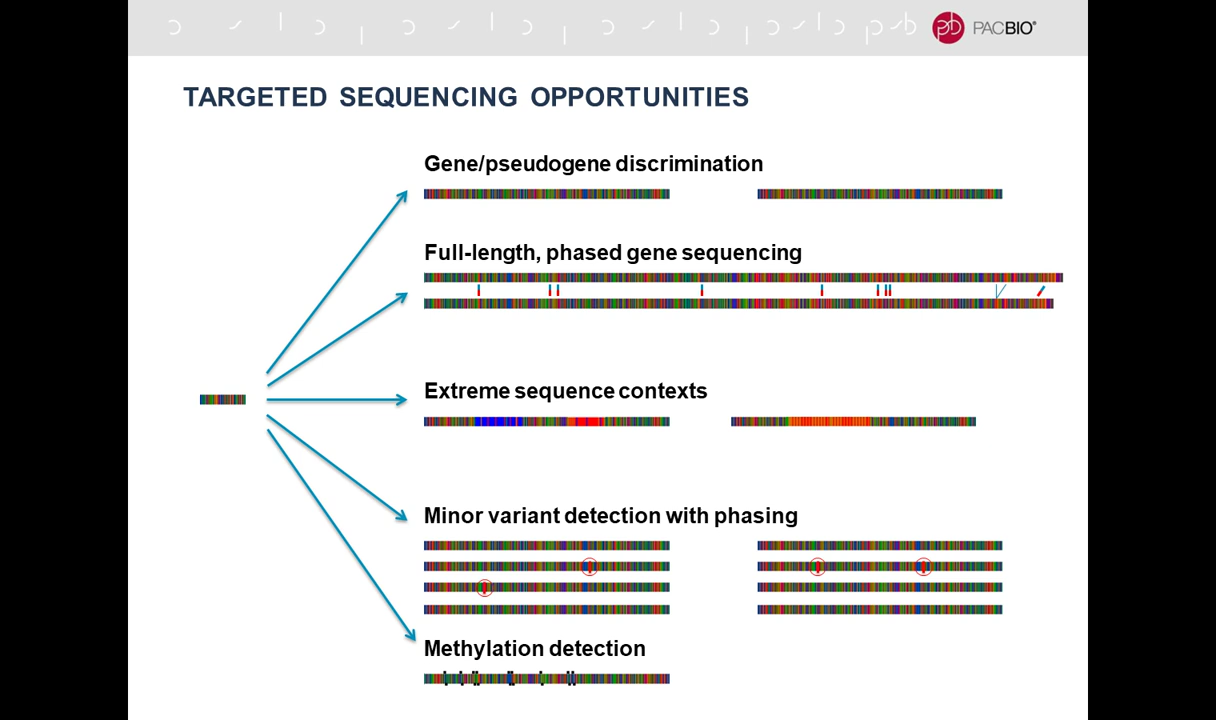 PACBIO®
TARGETED SEQUENCING OPPORTUNITIES
Gene/pseudogene discrimination
Full-length, phased gene sequencing
Extreme sequence contexts
Minor variant detection with phasing
Methylation detection